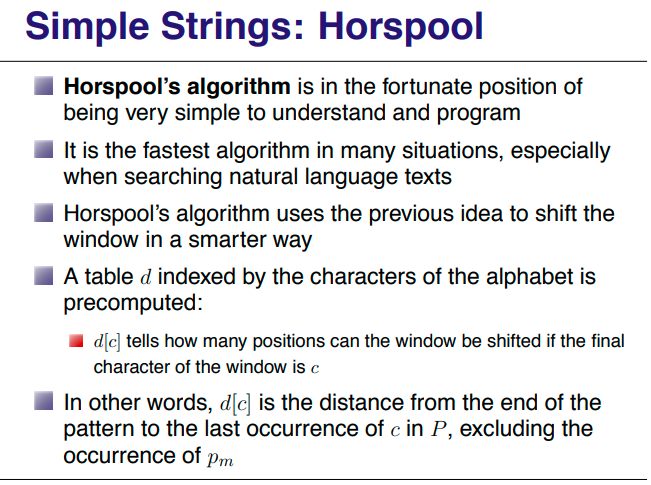 Simple Strings: Horspool
Horspool's algorithm is in the fortunate position of
being very simple to understand and program
It is the fastest algorithm in many situations, especially
when searching natural language texts
Horspool's algorithm uses the previous idea to shift the
window in a smarter way
A table d indexed by the characters of the alphabet is
precomputed:
d[c] tells how many positions can the window be shifted if the final
character of the window is c
In other words, d[c] is the distance from the end of the
pattern to the last occurrence of c in P, excluding the
occurrence of pₘ